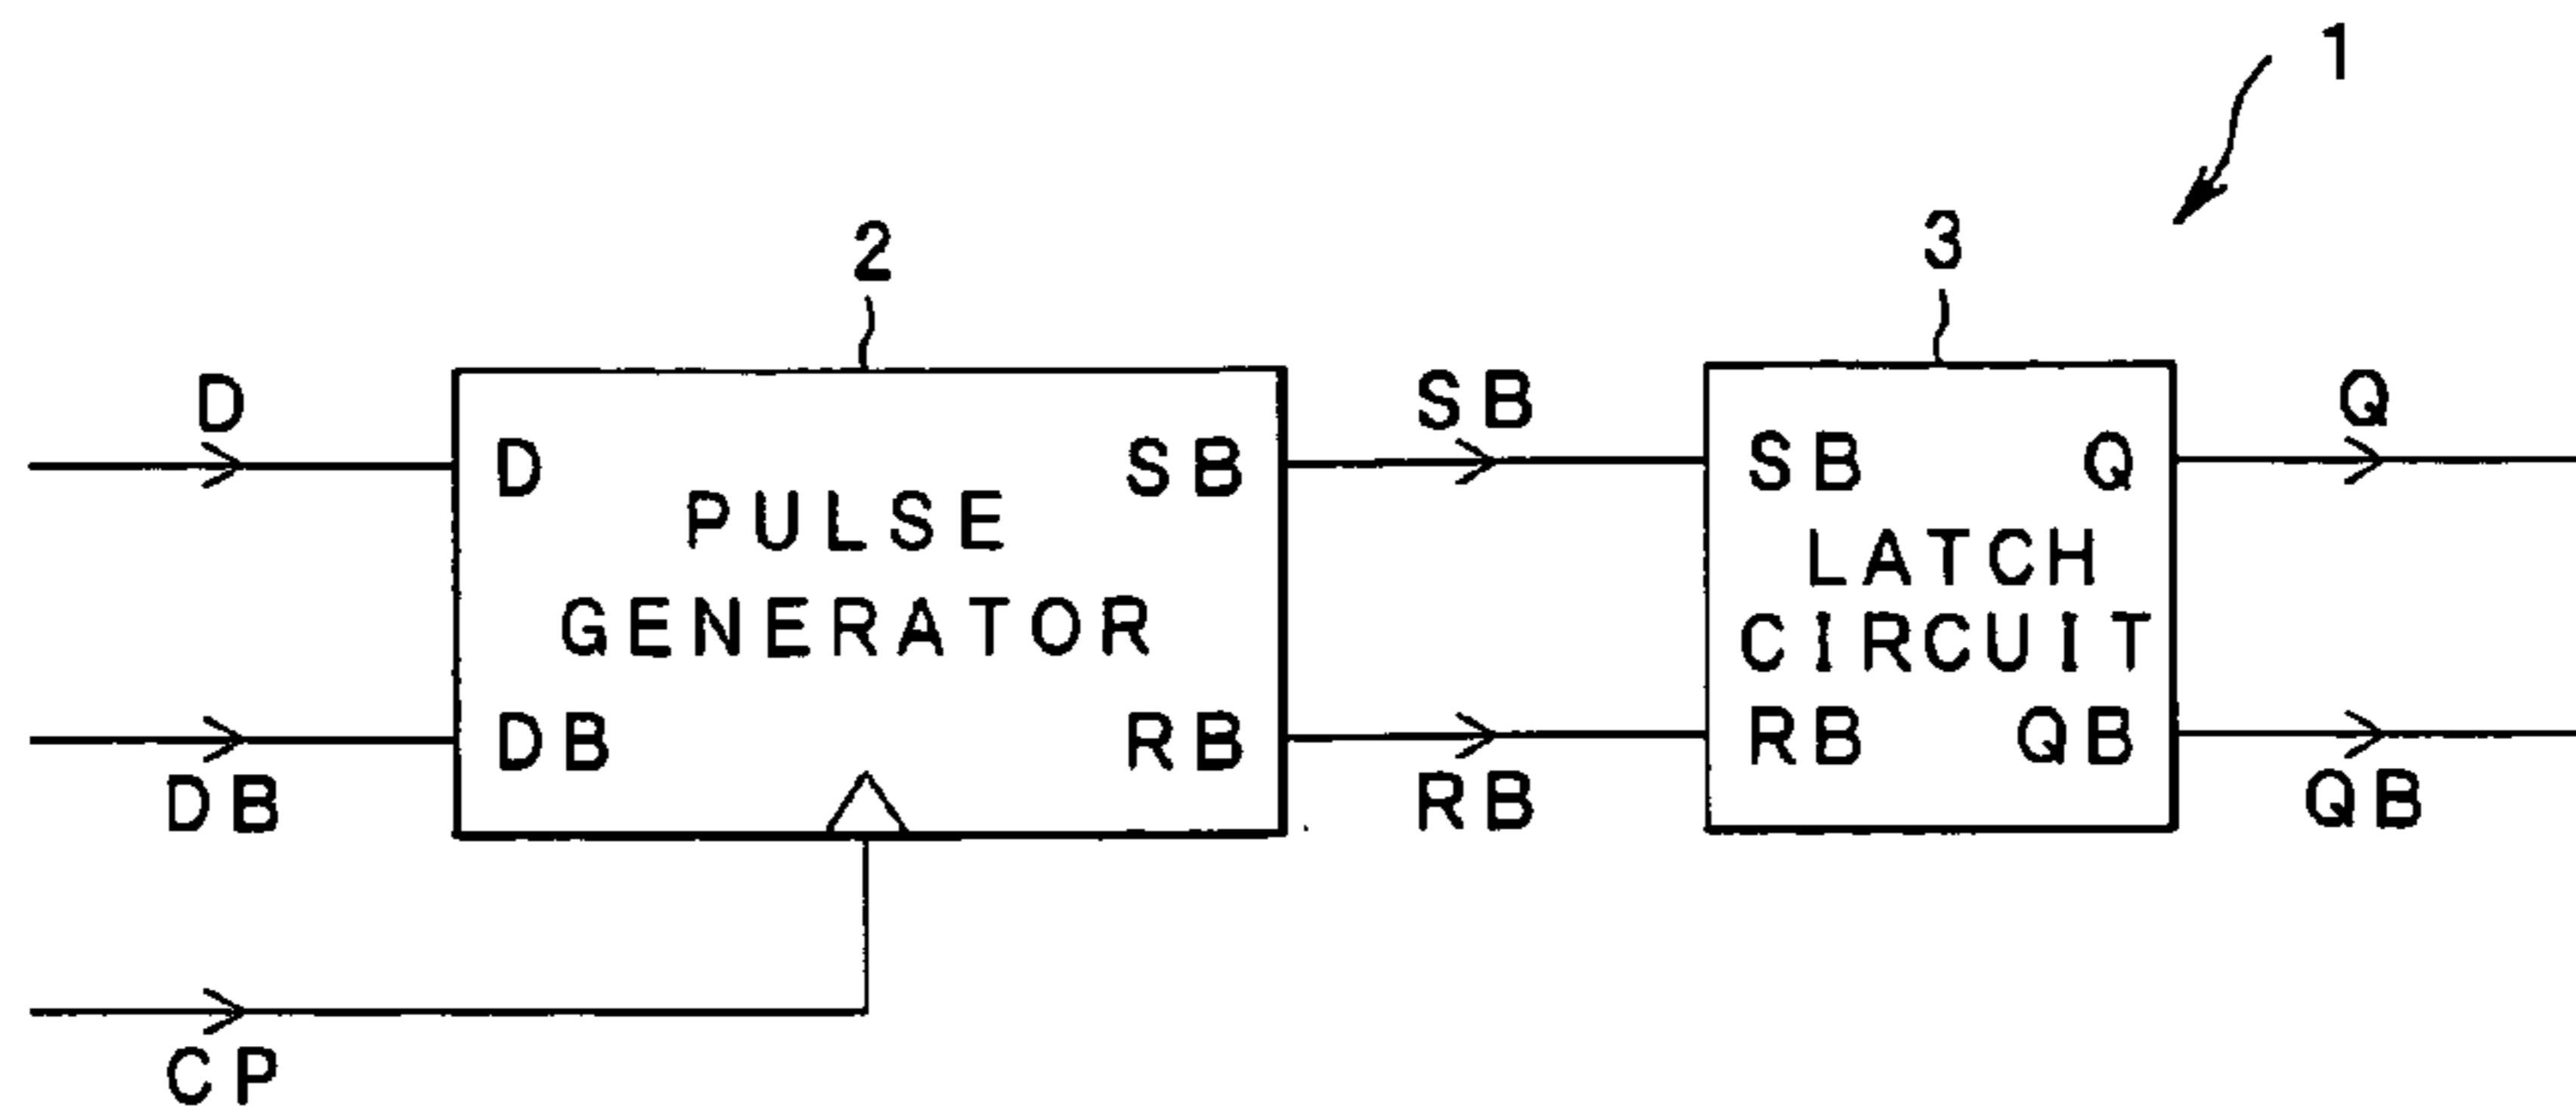 1
2
3
D
SB
Q
D
SB
SB
Q
PULSE
GENERATOR
LATCH
CIRCUIT
DB
RB
RB
QB
DB
RB
QB
CP